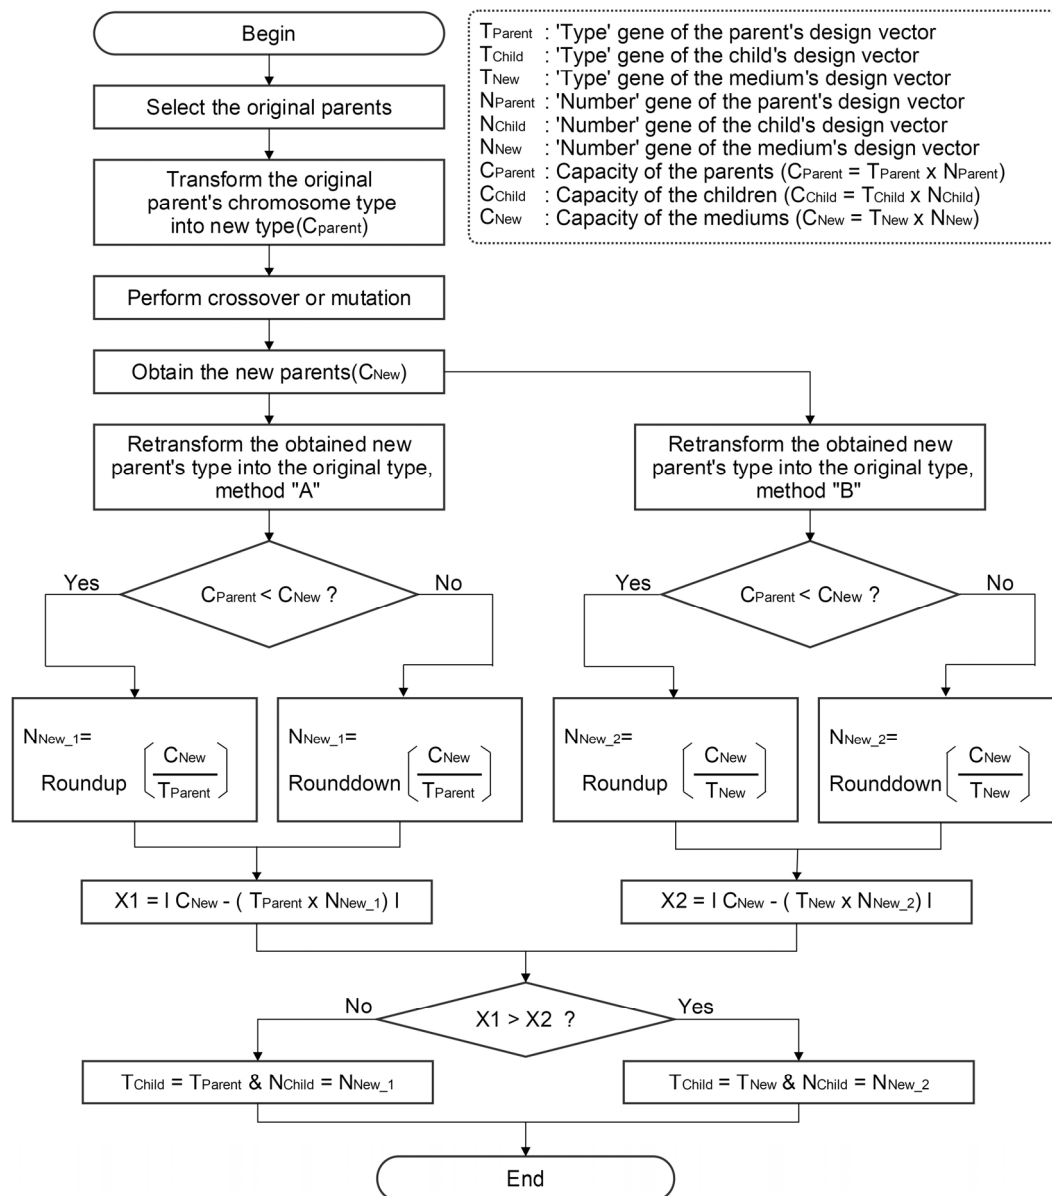 Begin
Select the original parents
Transform the original
parent's chromosome type
into new type(Cparent)
Perform crossover or mutation
Obtain the new parents(CNew)
TParent : 'Type' gene of the parent's design vector
TChild : 'Type' gene of the child's design vector
TNew : 'Type' gene of the medium's design vector
NParent : 'Number' gene of the parent's design vector
NChild : 'Number' gene of the child's design vector
NNew : 'Number' gene of the medium's design vector
CParent : Capacity of the parents (CParent = TParent x NParent)
CChild : Capacity of the children (CChild = TChild x NChild)
CNew : Capacity of the mediums (CNew = TNew x NNew)
Retransform the obtained new
parent's type into the original type,
method "A"
Retransform the obtained new
parent's type into the original type,
method "B"
Yes
CParent < CNew ?
No
Yes
CParent < CNew ?
No
NNew_1=
Roundup (CNew / TParent)
NNew_1=
Rounddown (CNew / TParent)
NNew_2=
Roundup (CNew / TNew)
NNew_2=
Rounddown (CNew / TNew)
X1 = I CNew - ( TParent x NNew_1) I
X2 = I CNew - ( TNew x NNew_2) I
No
X1 > X2 ?
Yes
TChild = TParent & NChild = NNew_1
TChild = TNew & NChild = NNew_2
End